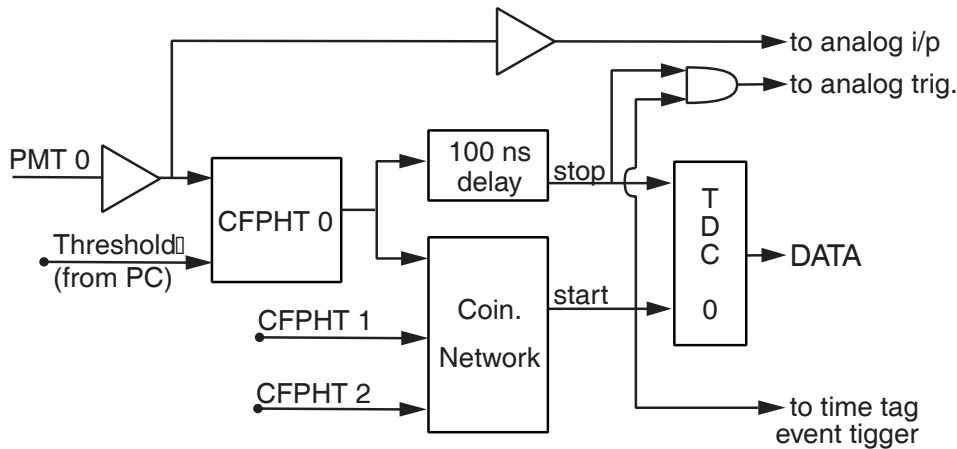 to analog i/p
to analog trig.
PMT 0
100 ns
delay
stop
CFPHT 0
T
D
C
0
Threshold
(from PC)
DATA
start
Coin.
Network
CFPHT 1
CFPHT 2
to time tag
event tigger